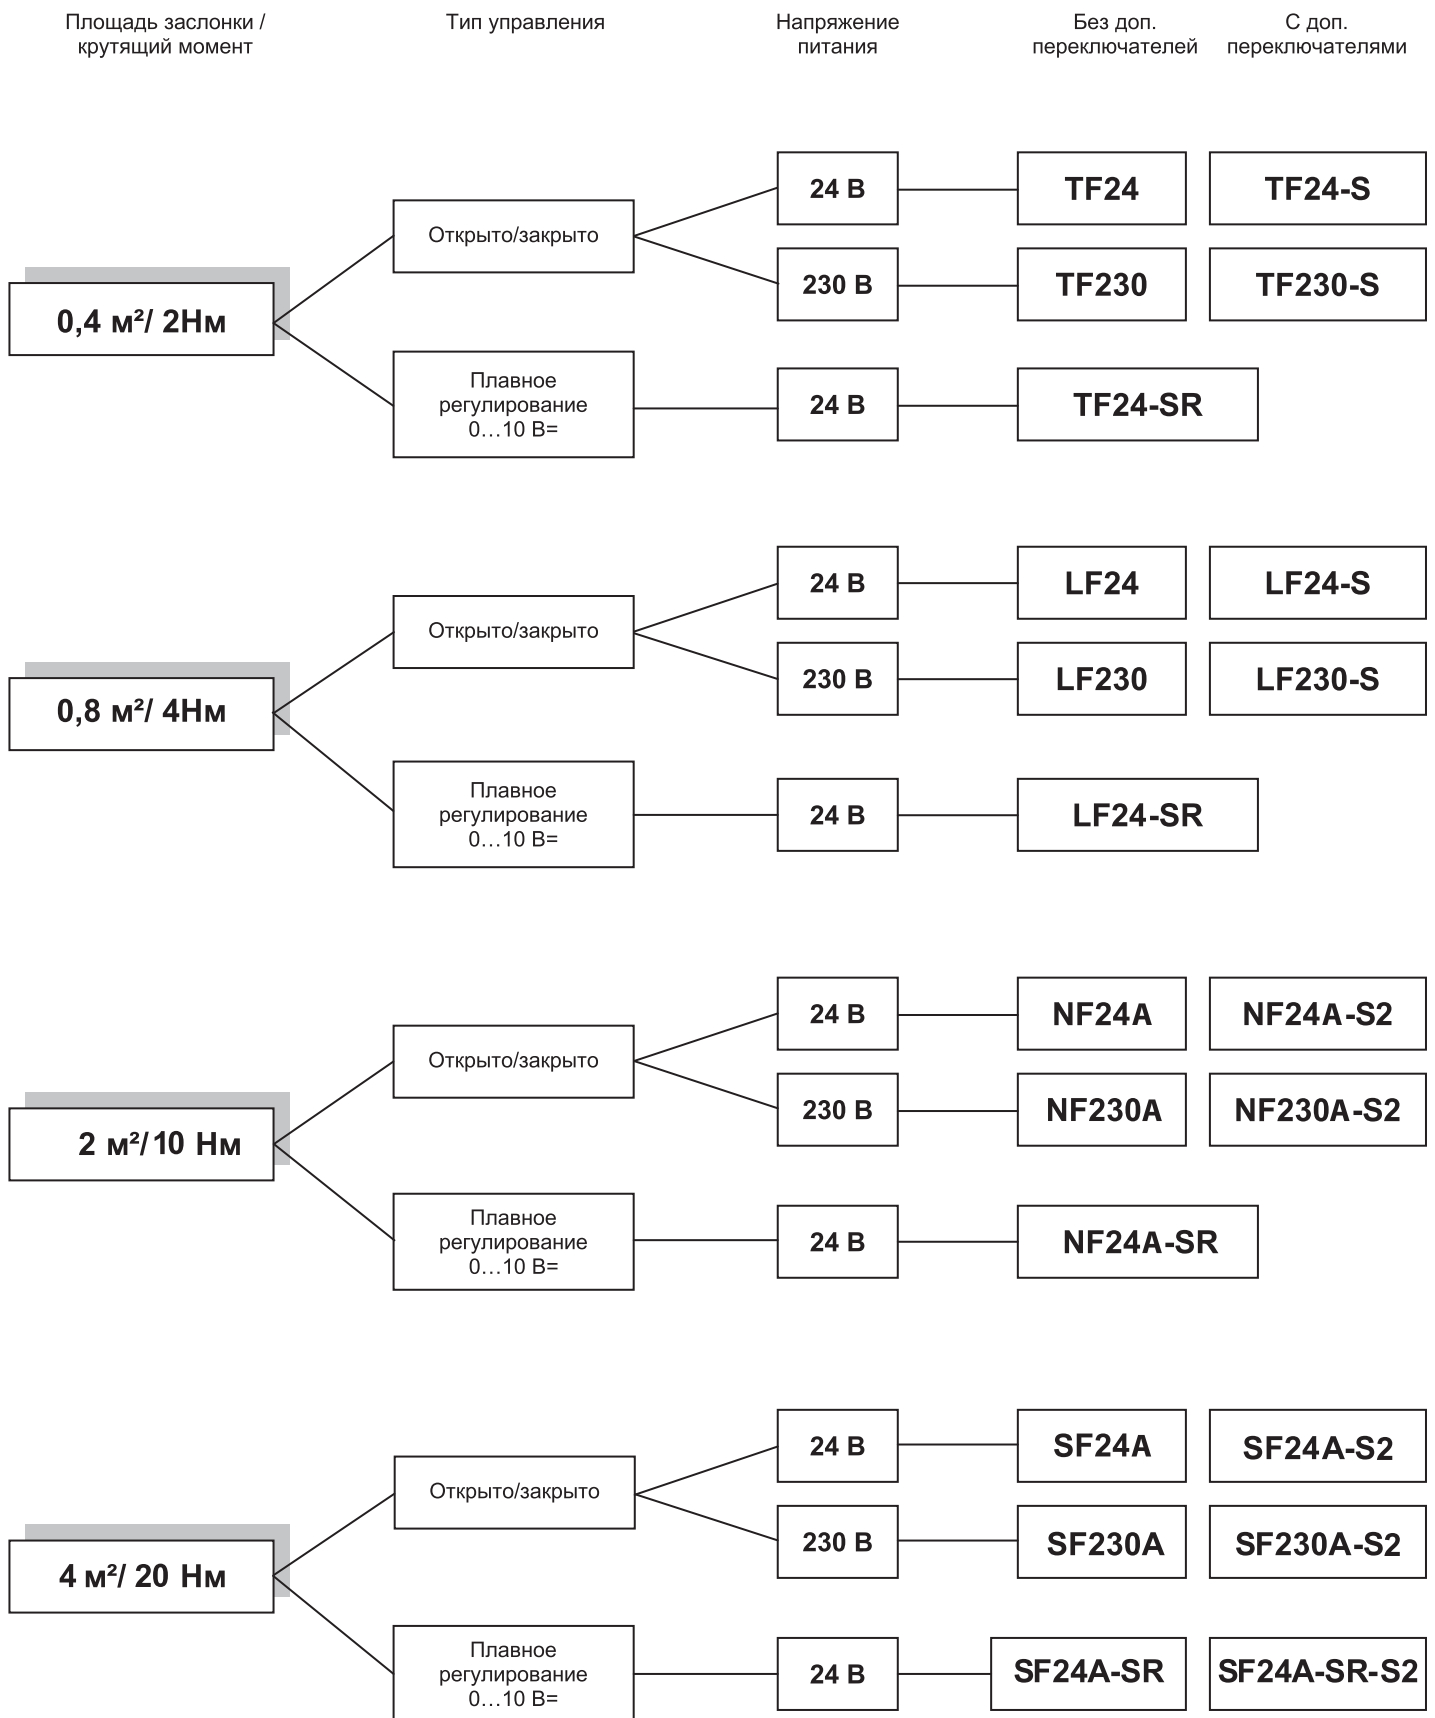 Площадь заслонки /
крутящий момент
Тип управления
Напряжение
питания
Без доп.
переключателей
С доп.
переключателями
0,4 м²/ 2Нм
Открыто/закрыто
24 В
TF24
TF24-S
230 В
TF230
TF230-S
Плавное
регулирование
0…10 В=
24 В
TF24-SR
0,8 м²/ 4Нм
Открыто/закрыто
24 В
LF24
LF24-S
230 В
LF230
LF230-S
Плавное
регулирование
0…10 В=
24 В
LF24-SR
2 м²/10 Нм
Открыто/закрыто
24 В
NF24A
NF24A-S2
230 В
NF230A
NF230A-S2
Плавное
регулирование
0…10 В=
24 В
NF24A-SR
4 м²/ 20 Нм
Открыто/закрыто
24 В
SF24A
SF24A-S2
230 В
SF230A
SF230A-S2
Плавное
регулирование
0…10 В=
24 В
SF24A-SR
SF24A-SR-S2